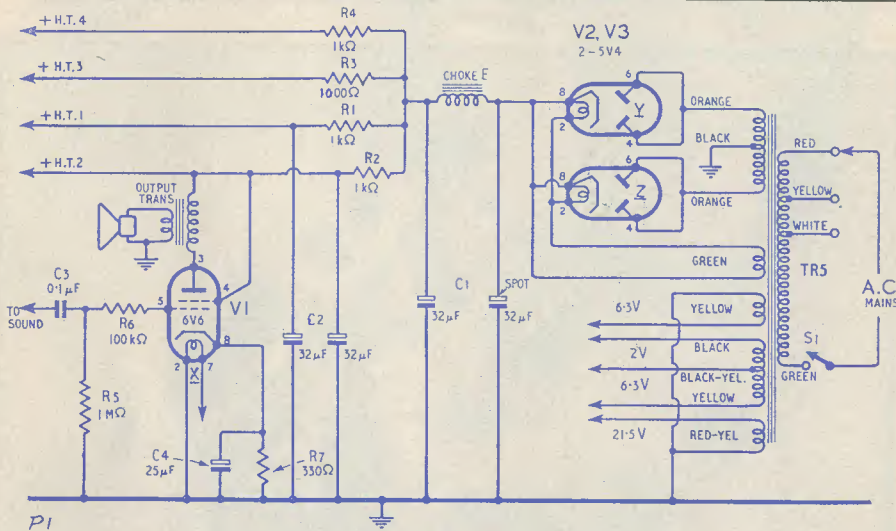 + H.T.4
R4
1kΩ
+ H.T.3
R3
1000Ω
+ H.T.1
R1
1kΩ
+ H.T.2
R2
1kΩ
CHOKE E
V2, V3
2-5V4
6
8
Y
2
4
6
8
Z
2
4
ORANGE
BLACK
ORANGE
GREEN
RED
YELLOW
WHITE
TR5
A.C.
MAINS
S1
GREEN
OUTPUT
TRANS
3
4
C3
0·1µF
TO
SOUND
R6
100kΩ
5
6V6
V1
2
7
8
X
R5
1MΩ
C4
25µF
R7
330Ω
C2
32µF
32µF
C1
32µF
SPOT
32µF
6·3V
YELLOW
BLACK
2V
BLACK-YEL.
6·3V
YELLOW
21·5V
RED-YEL
P1